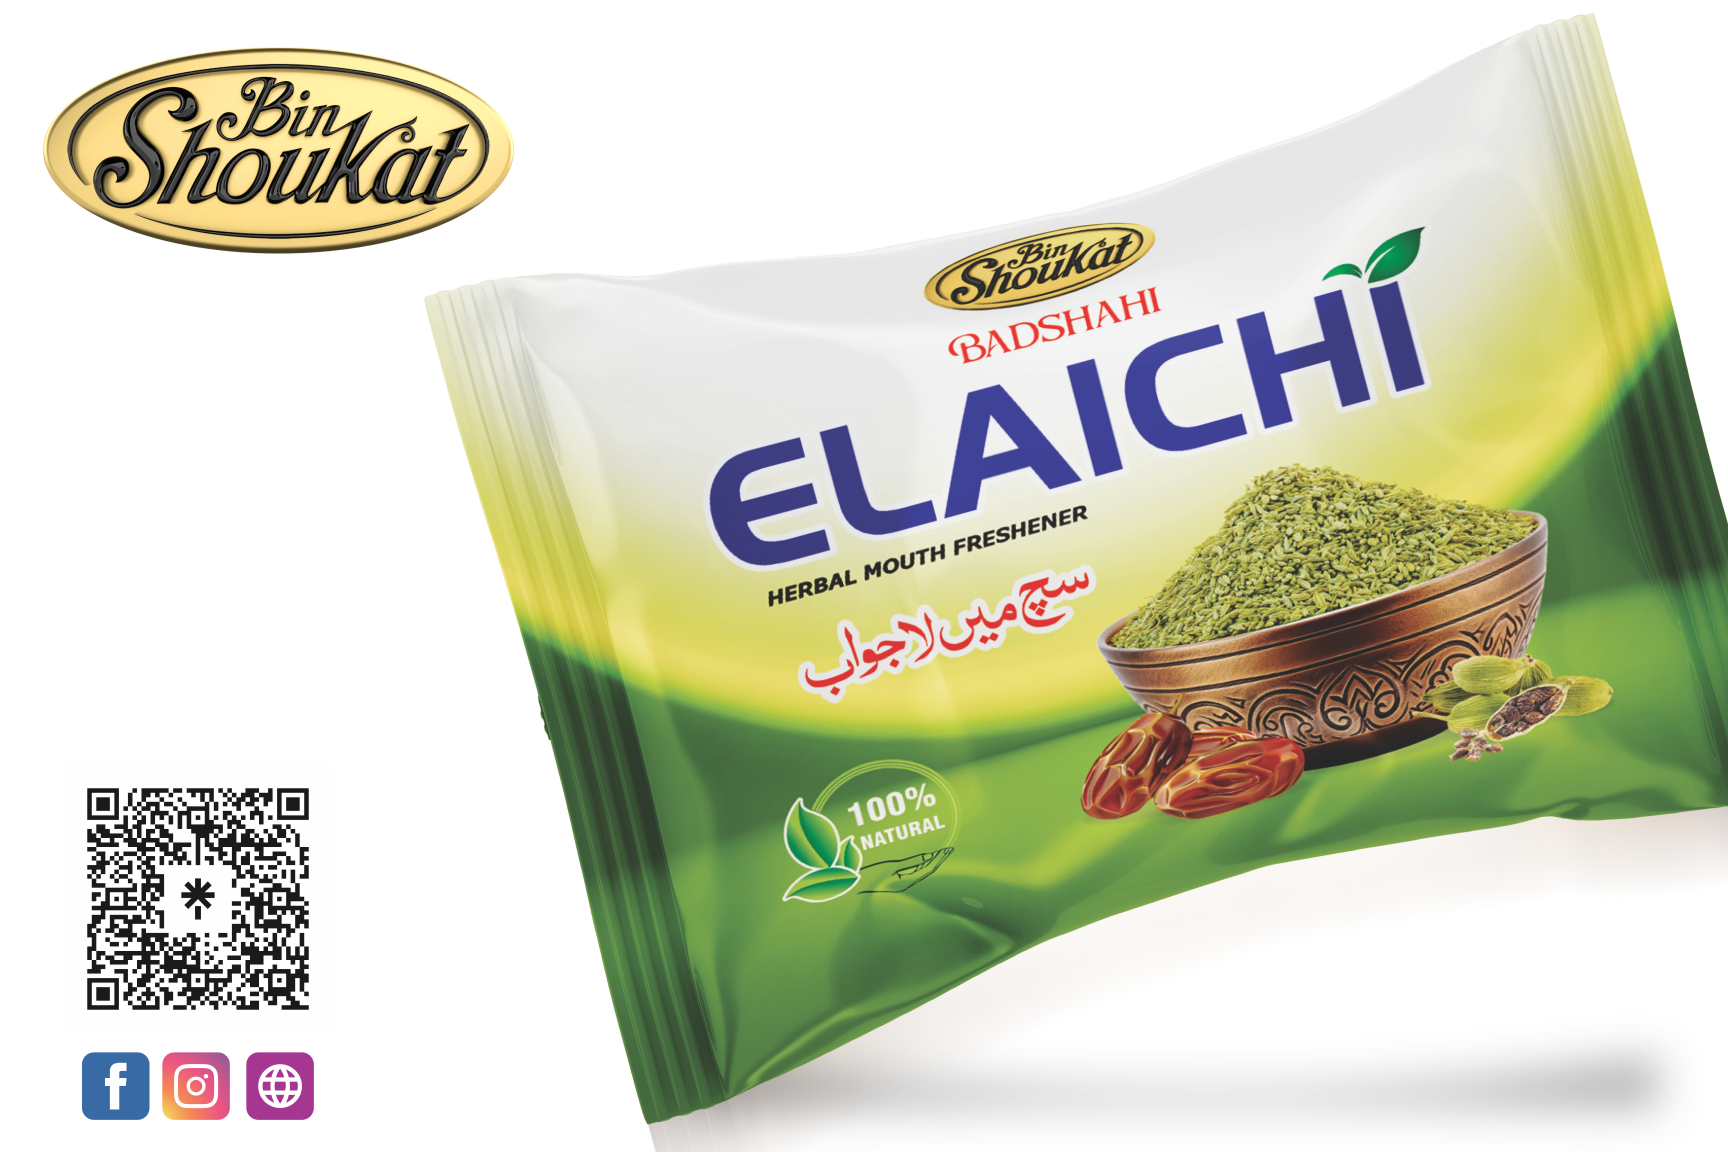 Bin
ShouKat
Bin
ShouKat
BADSHAHI
ELAICHI
HERBAL MOUTH FRESHENER
سچ میں لاجواب
100%
NATURAL